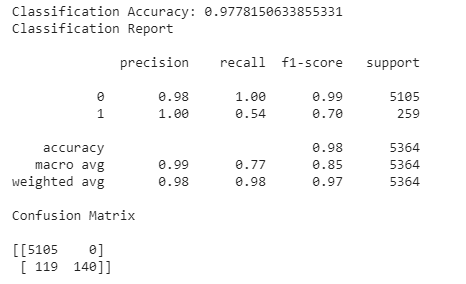 Classification Accuracy: 0.9778150633855331
Classification Report
precision recall f1-score support
0 0.98 1.00 0.99 5105
1 1.00 0.54 0.70 259
accuracy 0.98 5364
macro avg 0.99 0.77 0.85 5364
weighted avg 0.98 0.98 0.97 5364
Confusion Matrix
[[5105 0]
[ 119 140]]